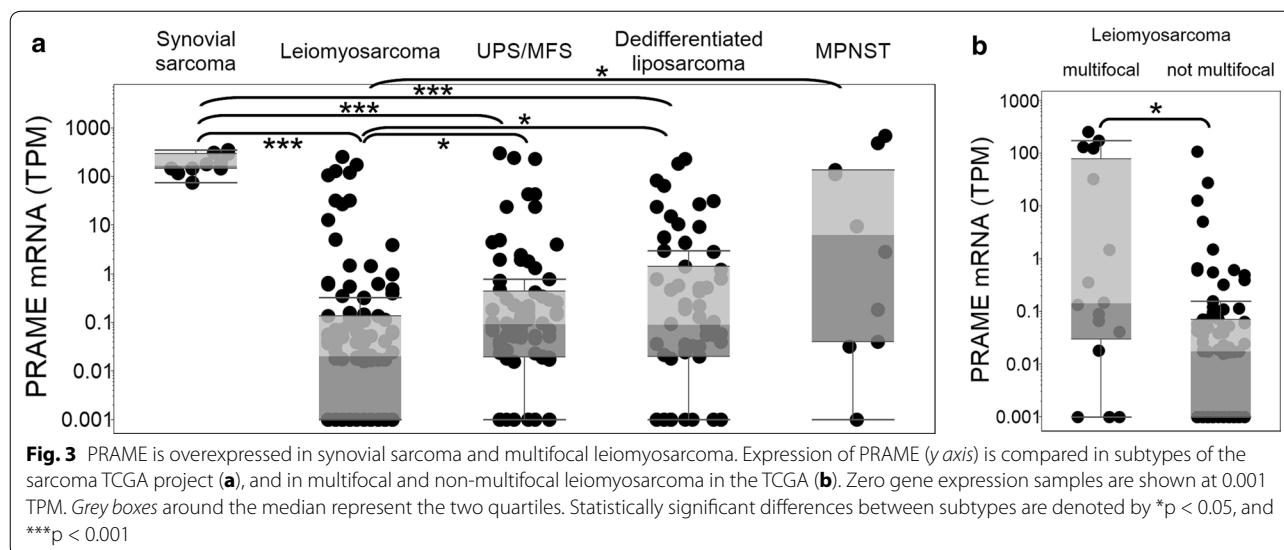 a
Synovial
sarcoma
Leiomyosarcoma
UPS/MFS
Dedifferentiated
liposarcoma
MPNST
*
***
***
*
***
*
PRAME mRNA (TPM)
1000
100
10
1
0.1
0.01
0.001
b
Leiomyosarcoma
multifocal not multifocal
*
PRAME mRNA (TPM)
1000
100
10
1
0.1
0.01
0.001
Fig. 3 PRAME is overexpressed in synovial sarcoma and multifocal leiomyosarcoma. Expression of PRAME (y axis) is compared in subtypes of the
sarcoma TCGA project (a), and in multifocal and non-multifocal leiomyosarcoma in the TCGA (b). Zero gene expression samples are shown at 0.001
TPM. Grey boxes around the median represent the two quartiles. Statistically significant differences between subtypes are denoted by *p < 0.05, and
***p < 0.001